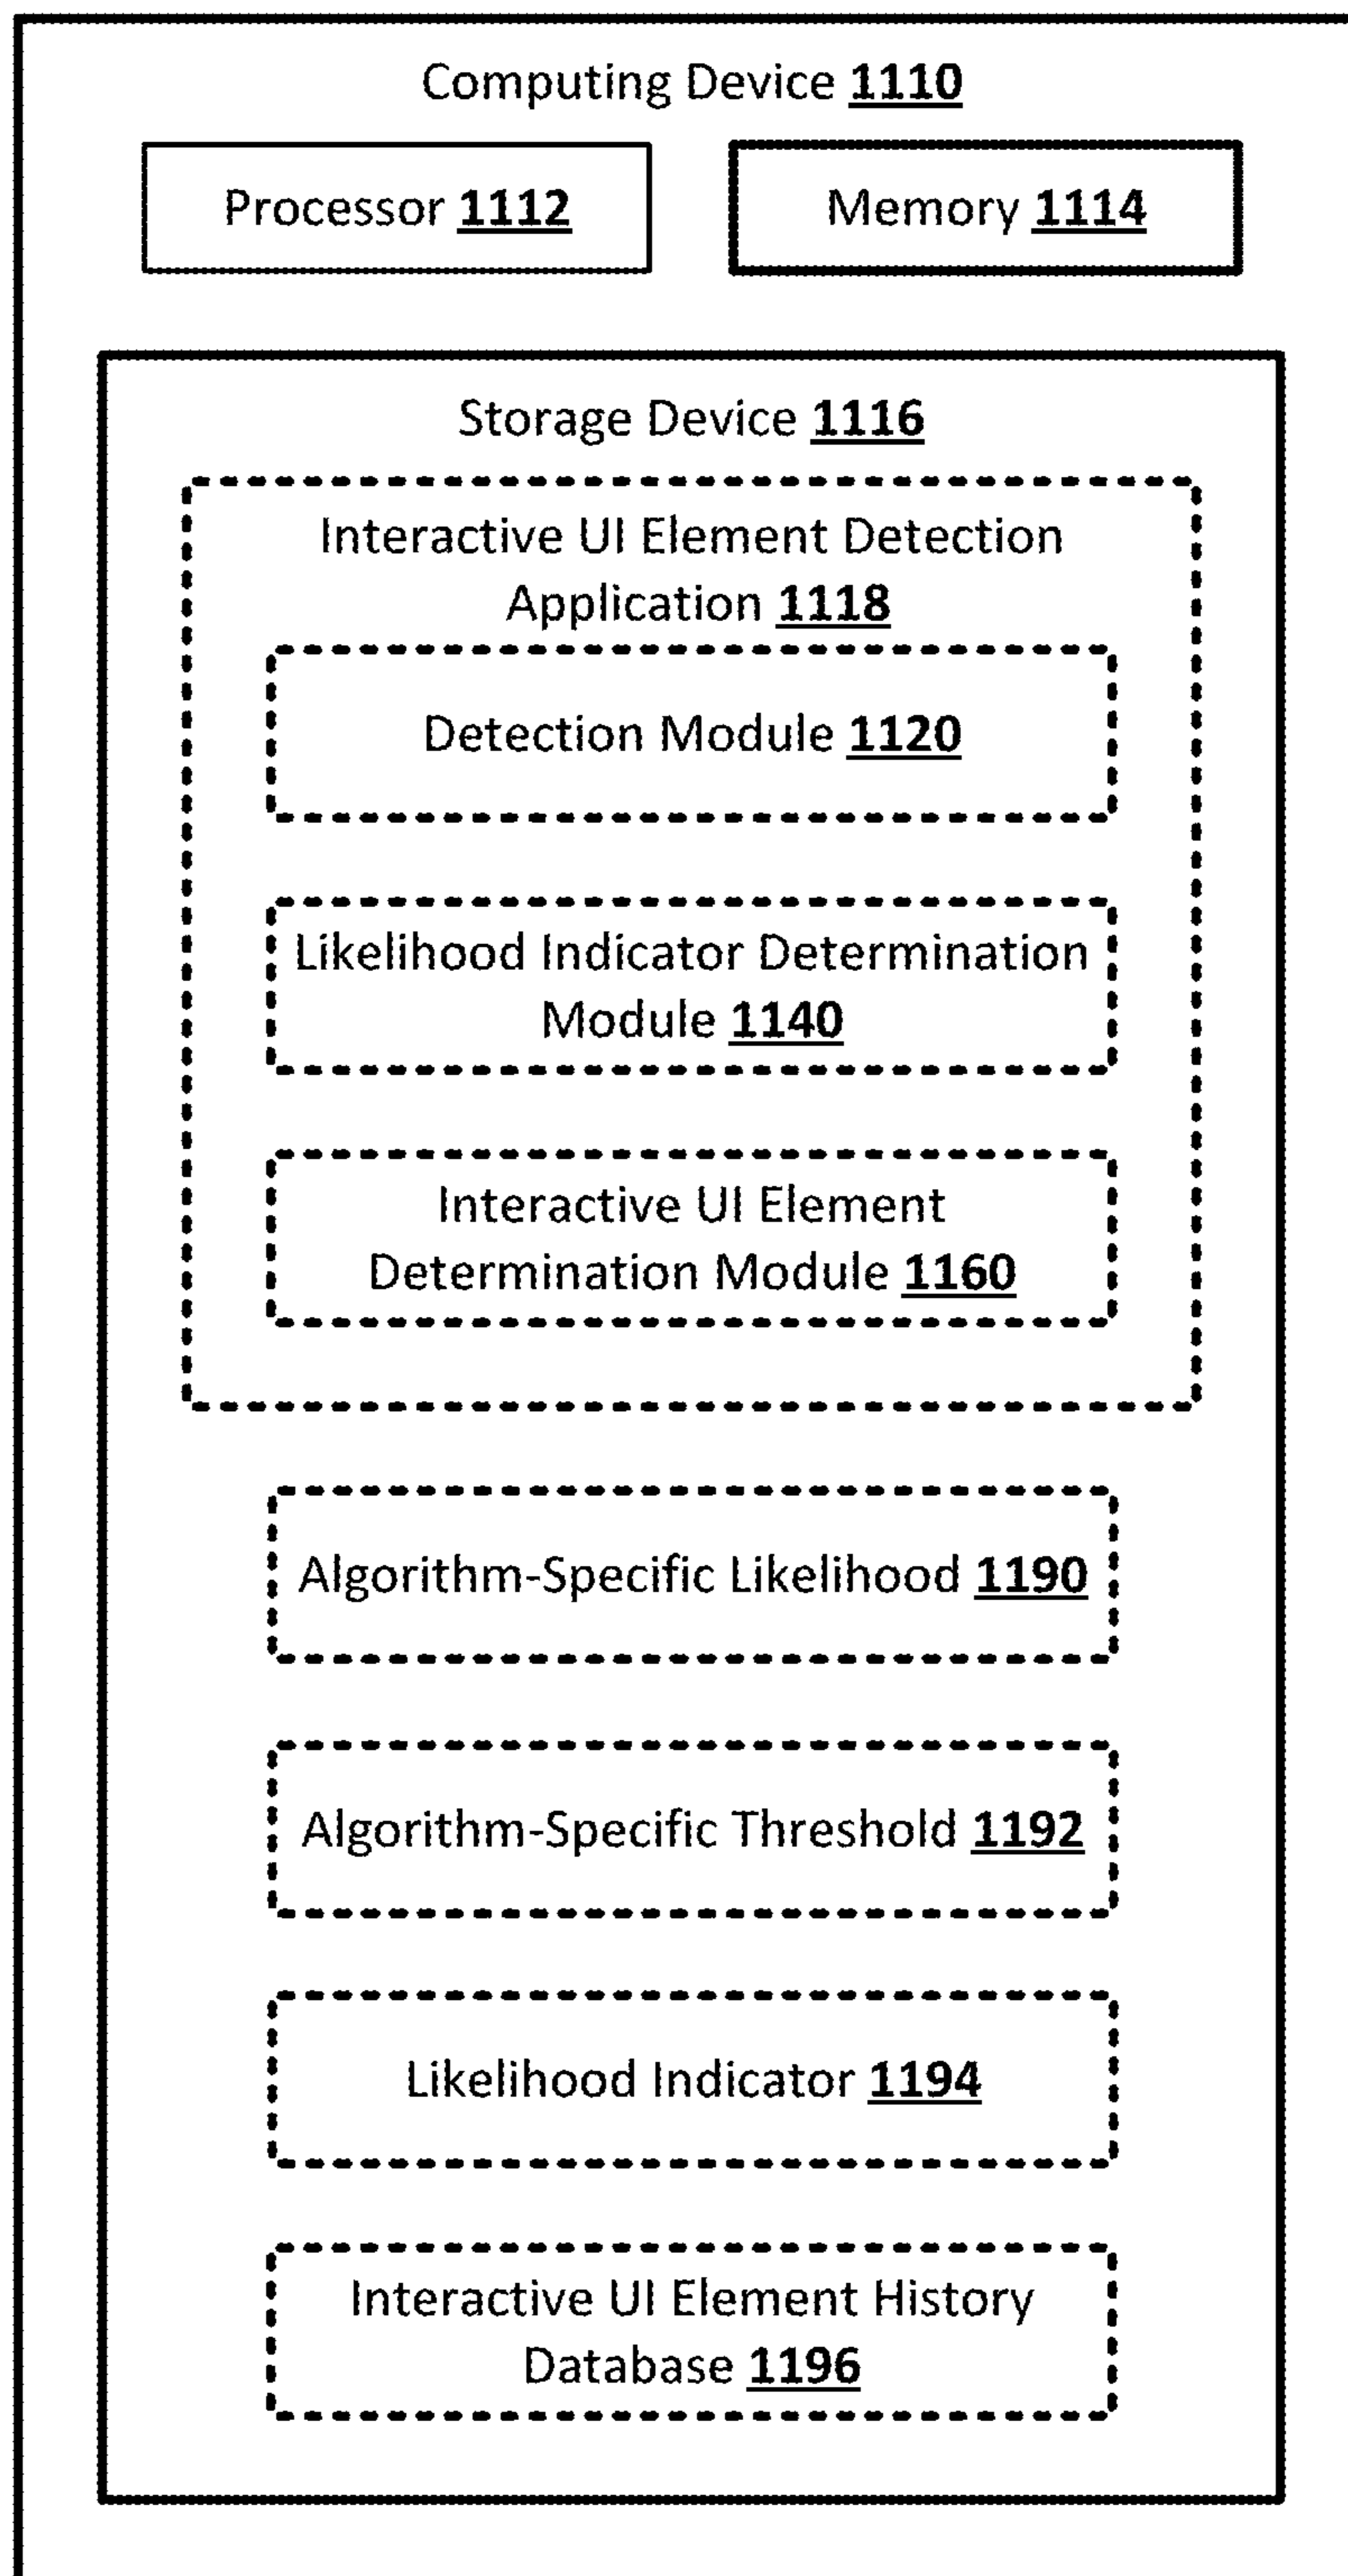 Computing Device 1110
Processor 1112
Memory 1114
Storage Device 1116
Interactive UI Element Detection
Application 1118
Detection Module 1120
Likelihood Indicator Determination
Module 1140
Interactive UI Element
Determination Module 1160
Algorithm-Specific Likelihood 1190
Algorithm-Specific Threshold 1192
Likelihood Indicator 1194
Interactive UI Element History
Database 1196